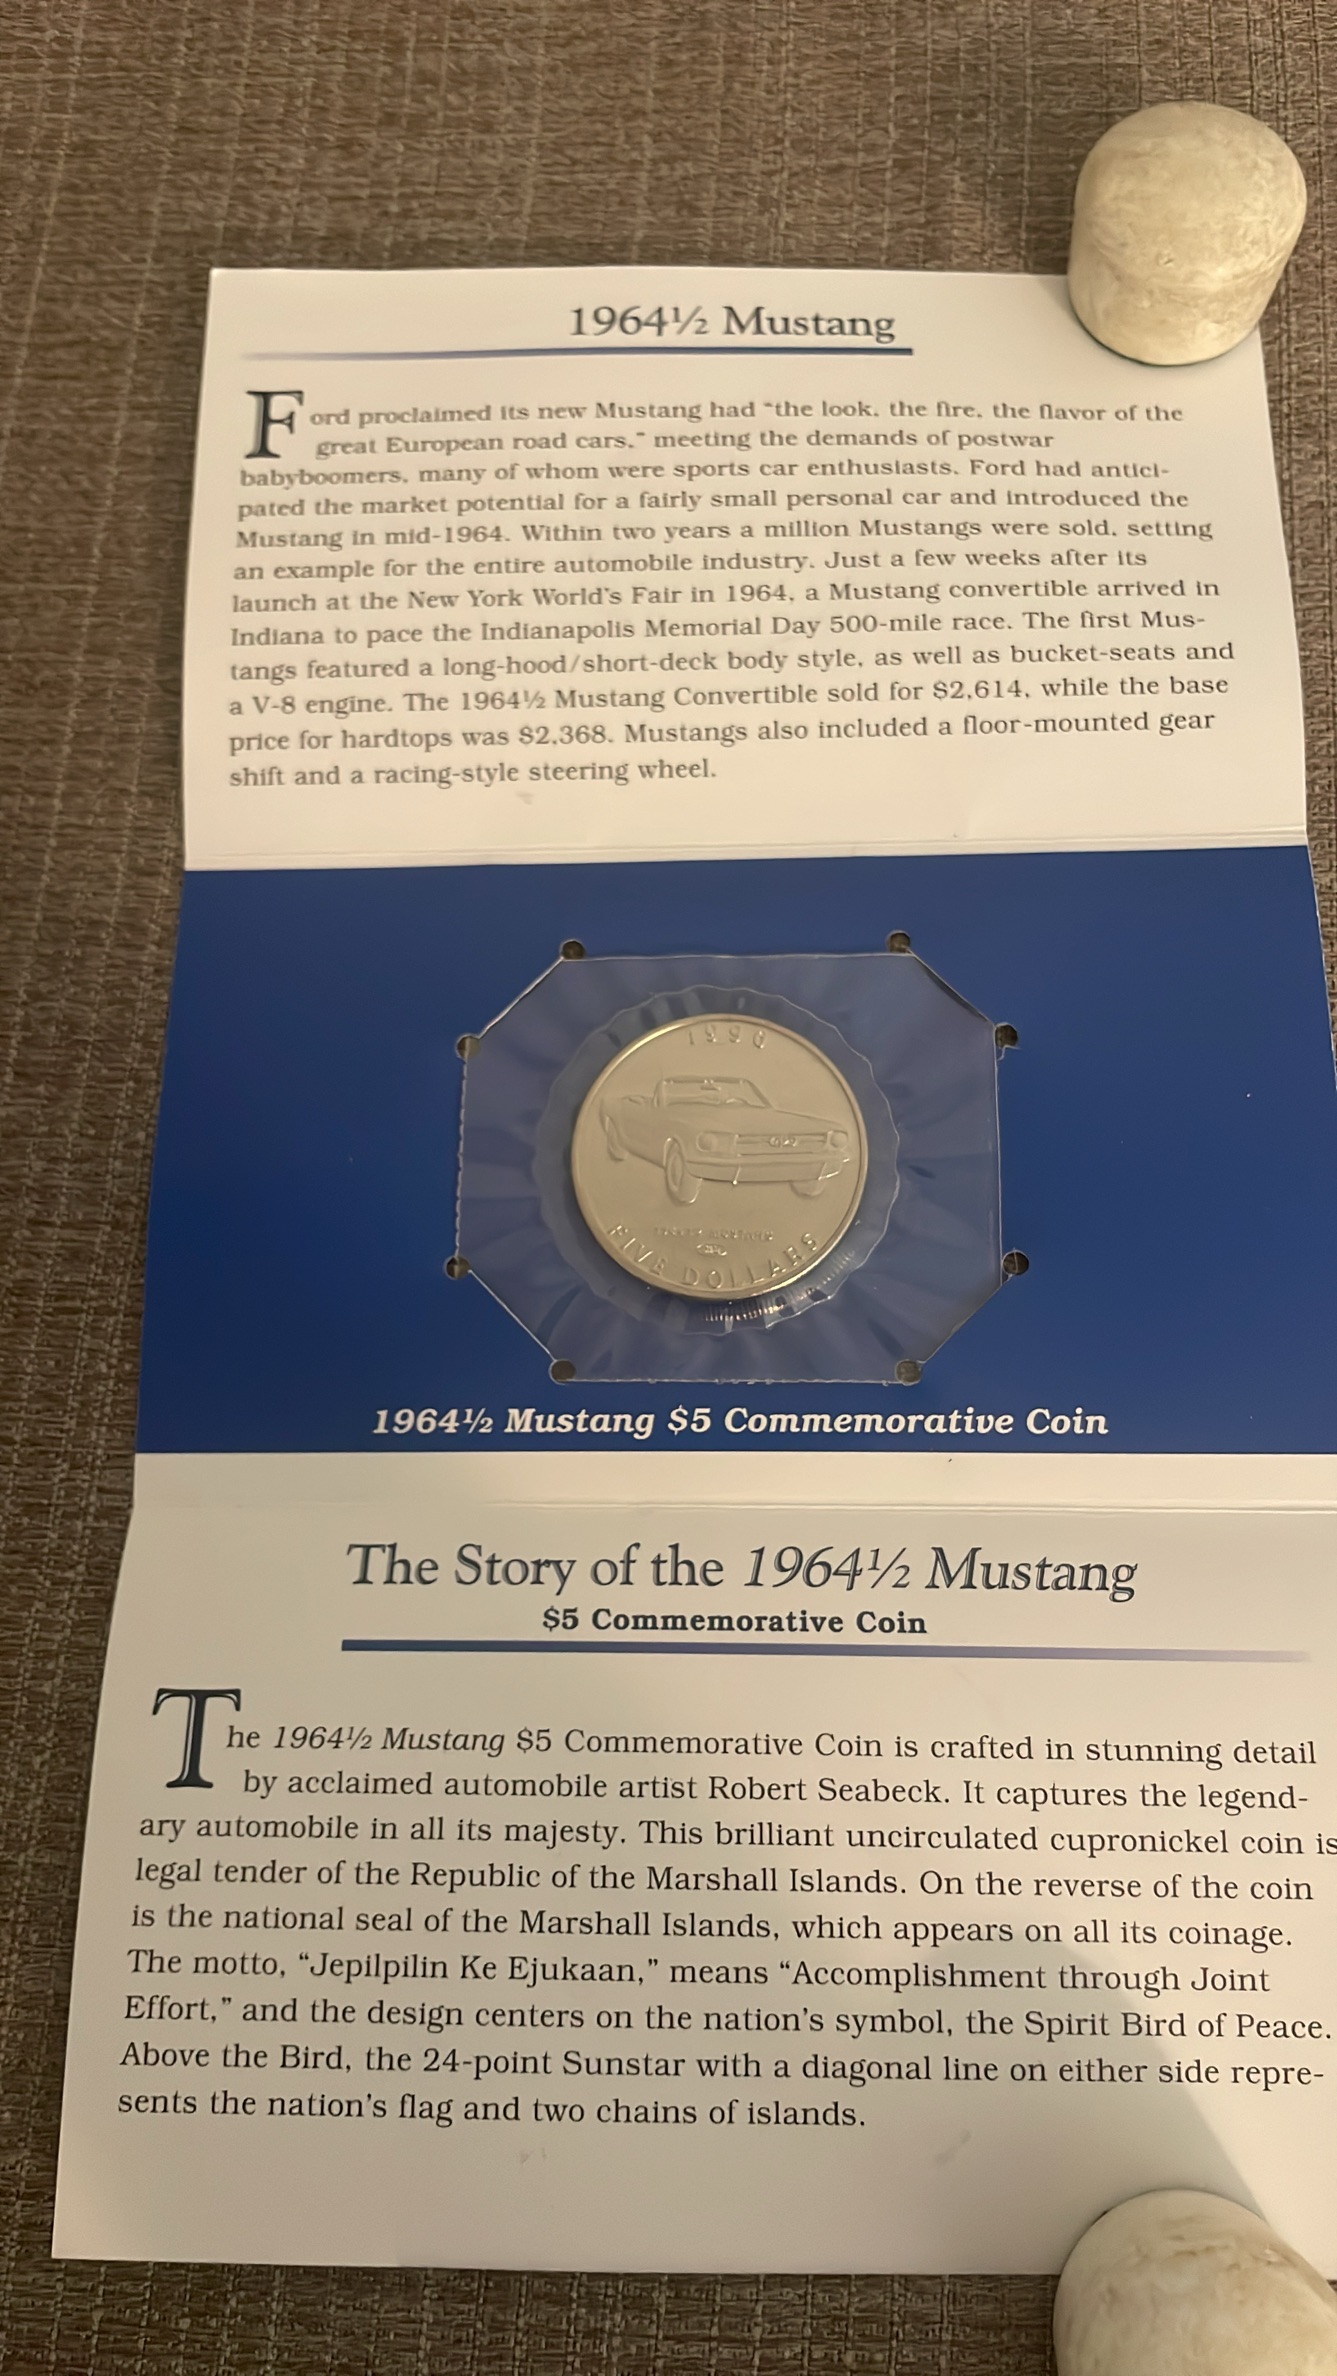 1964½ Mustang
Ford proclaimed its new Mustang had "the look, the fire, the flavor of the
great European road cars," meeting the demands of postwar
babyboomers, many of whom were sports car enthusiasts. Ford had antici-
pated the market potential for a fairly small personal car and introduced the
Mustang in mid-1964. Within two years a million Mustangs were sold, setting
an example for the entire automobile industry. Just a few weeks after its
launch at the New York World's Fair in 1964, a Mustang convertible arrived in
Indiana to pace the Indianapolis Memorial Day 500-mile race. The first Mus-
tangs featured a long-hood/short-deck body style, as well as bucket-seats and
a V-8 engine. The 1964½ Mustang Convertible sold for $2,614, while the base
price for hardtops was $2,368. Mustangs also included a floor-mounted gear
shift and a racing-style steering wheel.
FIVE DOLLARS
1964½ Mustang $5 Commemorative Coin
The Story of the 1964½ Mustang
$5 Commemorative Coin
The 1964½ Mustang $5 Commemorative Coin is crafted in stunning detail
by acclaimed automobile artist Robert Seabeck. It captures the legend-
ary automobile in all its majesty. This brilliant uncirculated cupronickel coin is
legal tender of the Republic of the Marshall Islands. On the reverse of the coin
is the national seal of the Marshall Islands, which appears on all its coinage.
The motto, “Jepilpilin Ke Ejukaan,” means “Accomplishment through Joint
Effort,” and the design centers on the nation’s symbol, the Spirit Bird of Peace.
Above the Bird, the 24-point Sunstar with a diagonal line on either side repre-
sents the nation’s flag and two chains of islands.